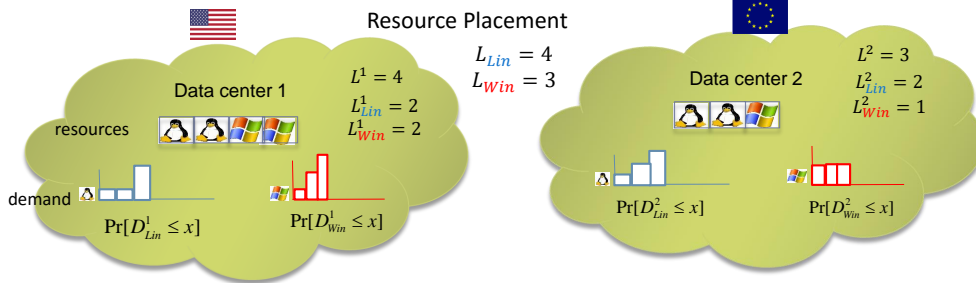 Resource Placement
L_Lin = 4
L_Win = 3
Data center 1
L^1 = 4
L^1_Lin = 2
L^1_Win = 2
resources
demand
Pr[D^1_Lin ≤ x]
Pr[D^1_Win ≤ x]
Data center 2
L^2 = 3
L^2_Lin = 2
L^2_Win = 1
Pr[D^2_Lin ≤ x]
Pr[D^2_Win ≤ x]